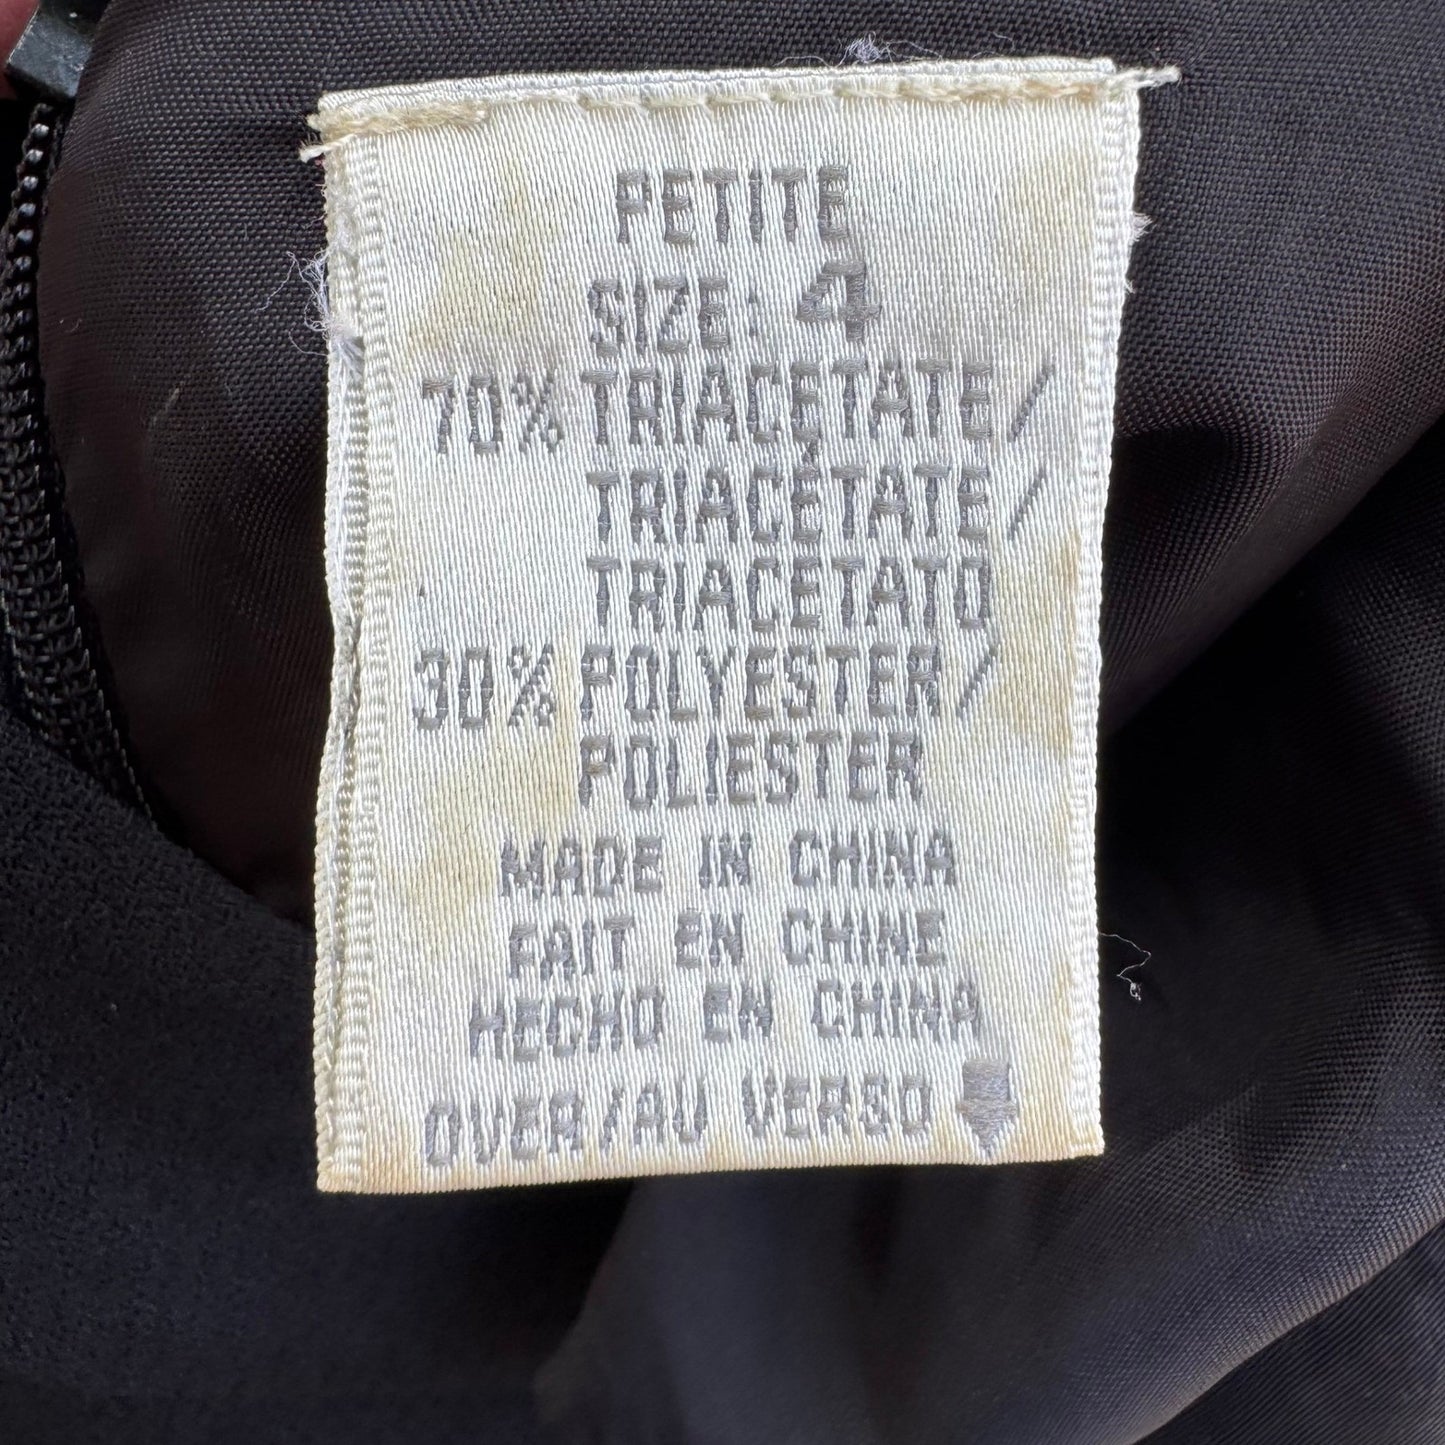 PETITE
SIZE: 4
70% TRIACETATE/
TRIACÉTATE/
TRIACETATO
30% POLYESTER/
POLIESTER
MADE IN CHINA
FAIT EN CHINE
HECHO EN CHINA
OVER/AU VERSO